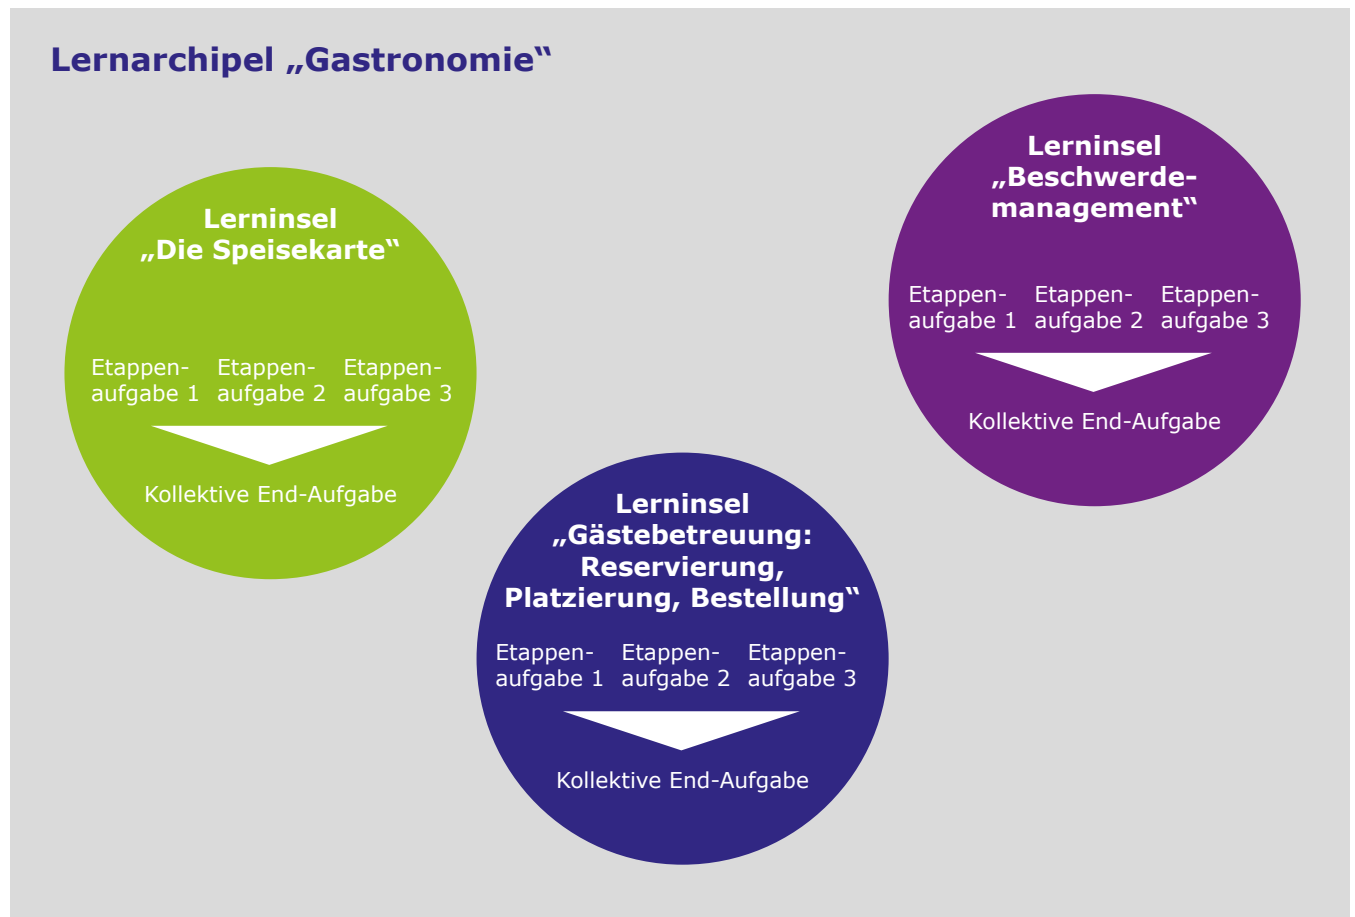 Lernarchipel „Gastronomie“
Lerninsel
„Die Speisekarte“
Etappen-
aufgabe 1
Etappen-
aufgabe 2
Etappen-
aufgabe 3
Kollektive End-Aufgabe
Lerninsel
„Gästebetreuung:
Reservierung,
Platzierung, Bestellung“
Etappen-
aufgabe 1
Etappen-
aufgabe 2
Etappen-
aufgabe 3
Kollektive End-Aufgabe
Lerninsel
„Beschwerde-
management“
Etappen-
aufgabe 1
Etappen-
aufgabe 2
Etappen-
aufgabe 3
Kollektive End-Aufgabe